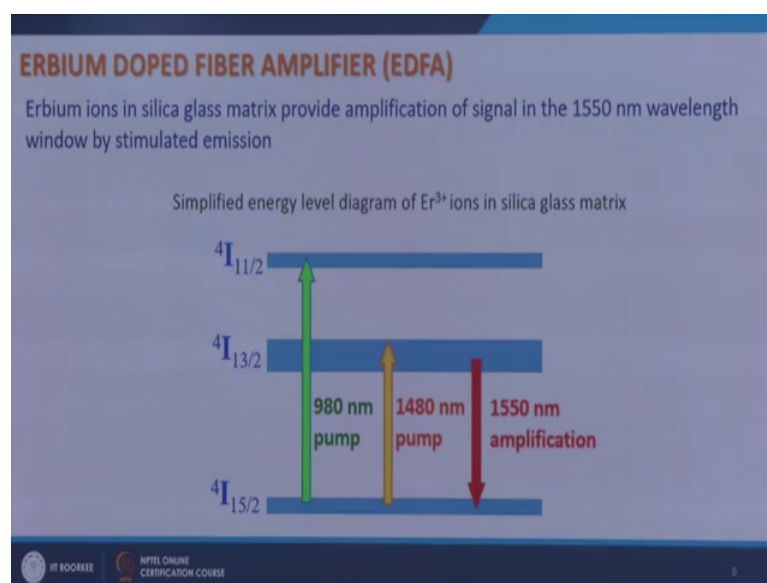 ERBIUM DOPED FIBER AMPLIFIER (EDFA)
Erbium ions in silica glass matrix provide amplification of signal in the 1550 nm wavelength
window by stimulated emission
Simplified energy level diagram of Er³⁺ ions in silica glass matrix
⁴I₁₁/₂
⁴I₁₃/₂
980 nm
pump
1480 nm
pump
1550 nm
amplification
⁴I₁₅/₂
IIT ROORKEE
NPTEL ONLINE
CERTIFICATION COURSE
6